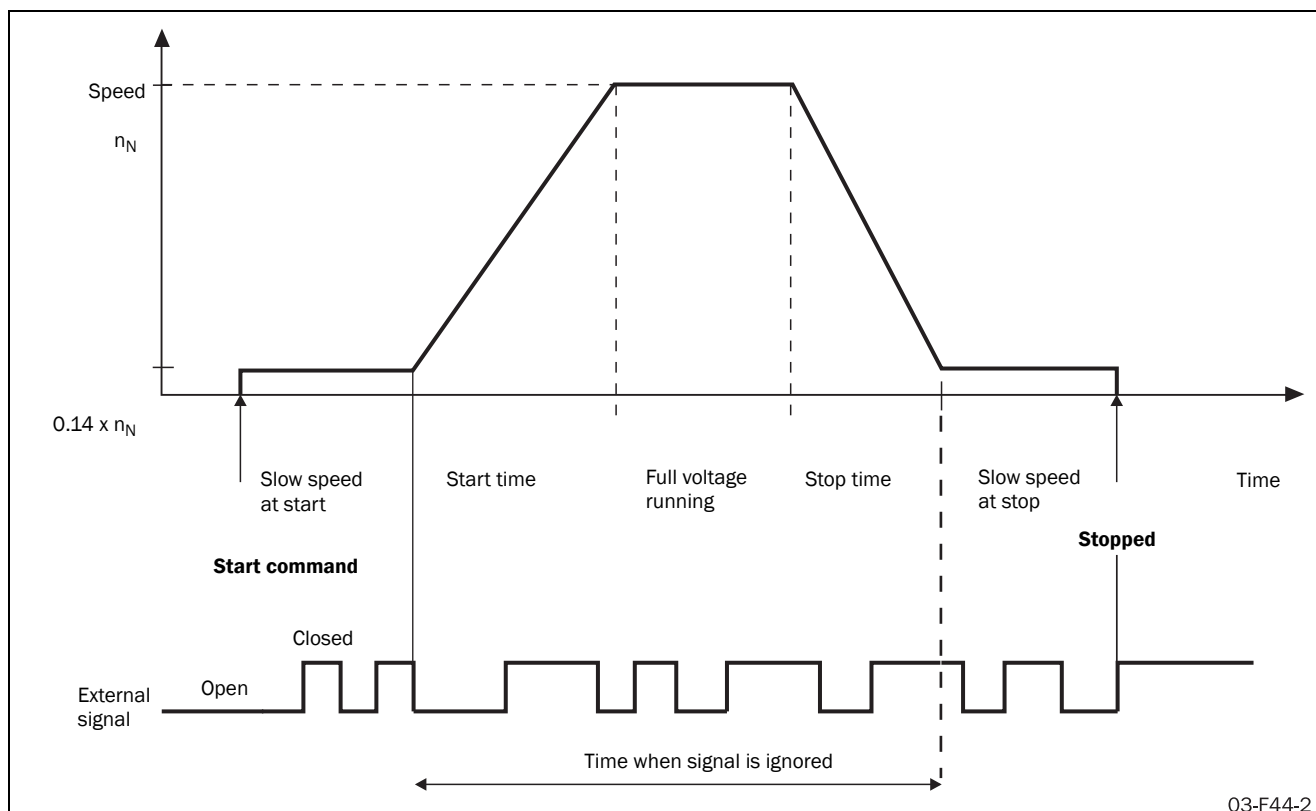 Speed
n_N
0.14 x n_N
Slow speed
at start
Start time
Full voltage
running
Stop time
Slow speed
at stop
Time
Start command
Stopped
Closed
Open
External
signal
Time when signal is ignored
03-F44-2